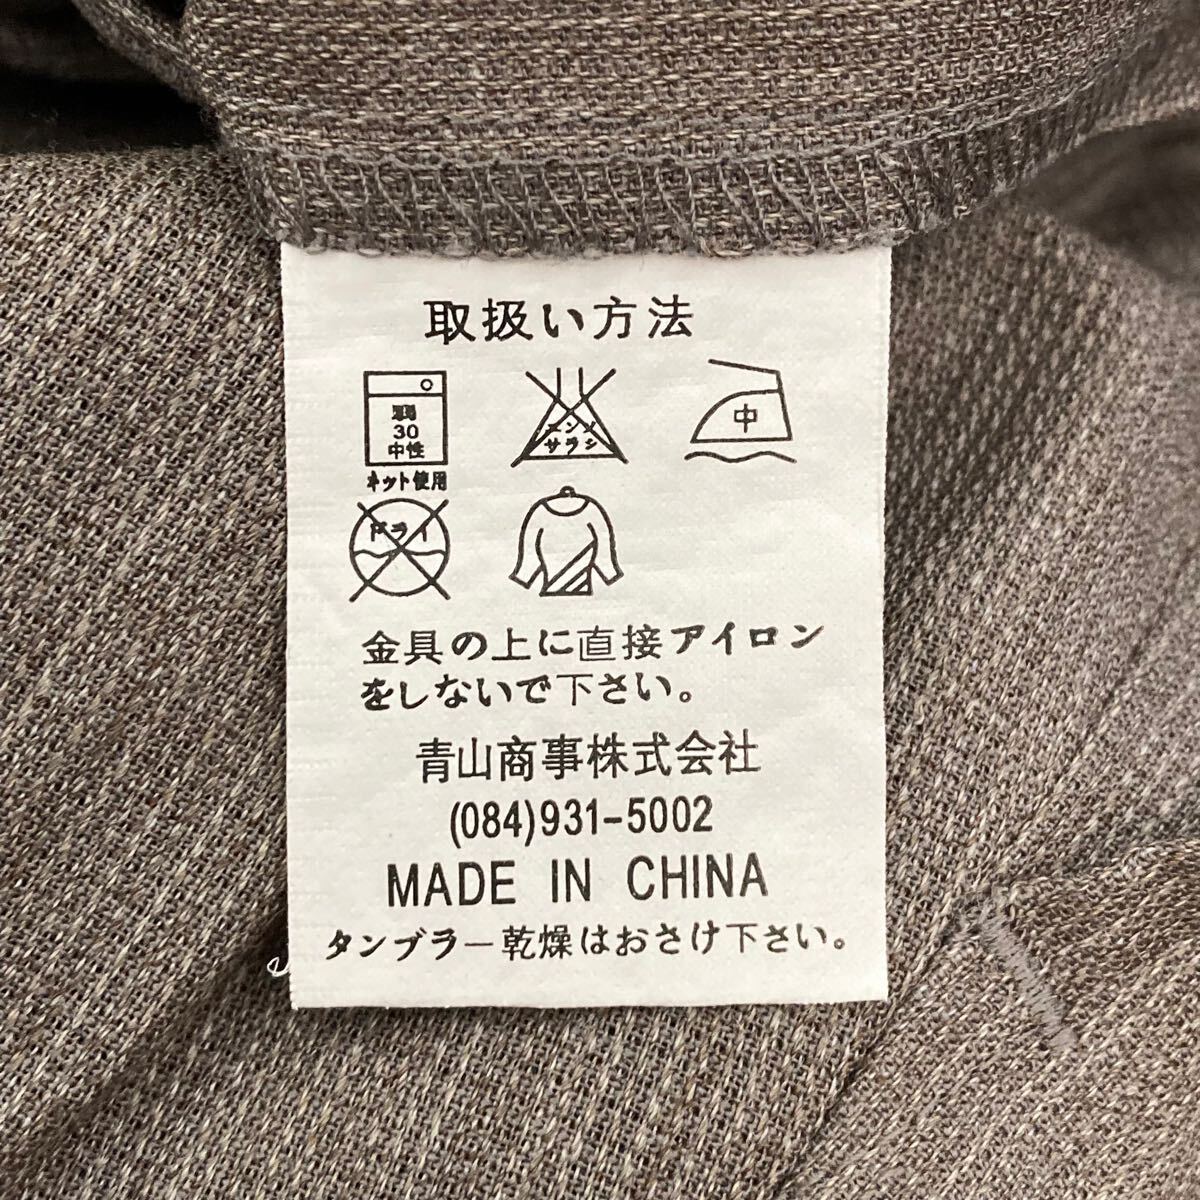 取扱い方法
弱
30
中性
ネット使用
エンソ
サラシ
中
ドライ
金具の上に直接アイロン
をしないで下さい。
青山商事株式会社
(084)931-5002
MADE IN CHINA
タンブラー乾燥はおさけ下さい。